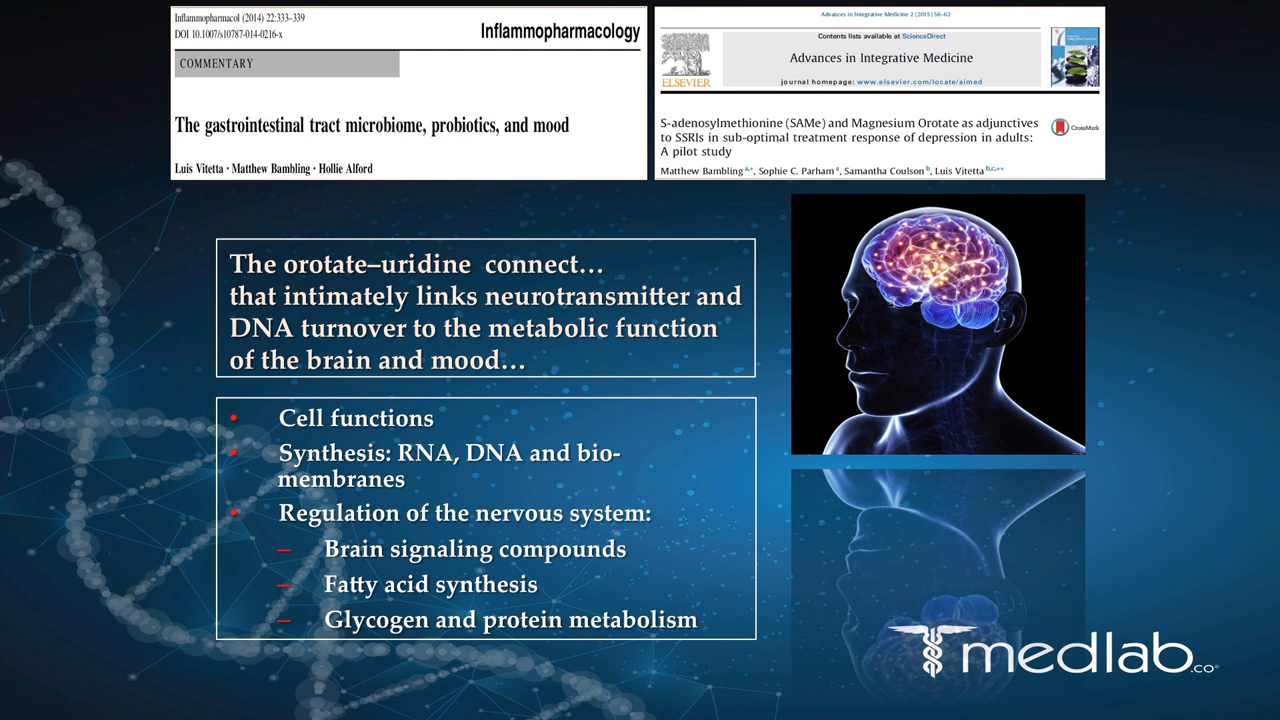 Inflammopharmacol (2014) 22:333–339
DOI 10.1007/s10787-014-0216-x
Inflammopharmacology
COMMENTARY
The gastrointestinal tract microbiome, probiotics, and mood
Luis Vitetta · Matthew Bambling · Hollie Alford
Advances in Integrative Medicine 2 (2015) 56–62
Contents lists available at ScienceDirect
Advances in Integrative Medicine
journal homepage: www.elsevier.com/locate/aimed
ELSEVIER
S-adenosylmethionine (SAMe) and Magnesium Orotate as adjunctives
to SSRIs in sub-optimal treatment response of depression in adults:
A pilot study
CrossMark
Matthew Bambling a,*, Sophie C. Parham a, Samantha Coulson b, Luis Vitetta b,c,**
The orotate–uridine connect…
that intimately links neurotransmitter and
DNA turnover to the metabolic function
of the brain and mood…
• Cell functions
• Synthesis: RNA, DNA and bio-
membranes
• Regulation of the nervous system:
– Brain signaling compounds
– Fatty acid synthesis
– Glycogen and protein metabolism
medlab.co®